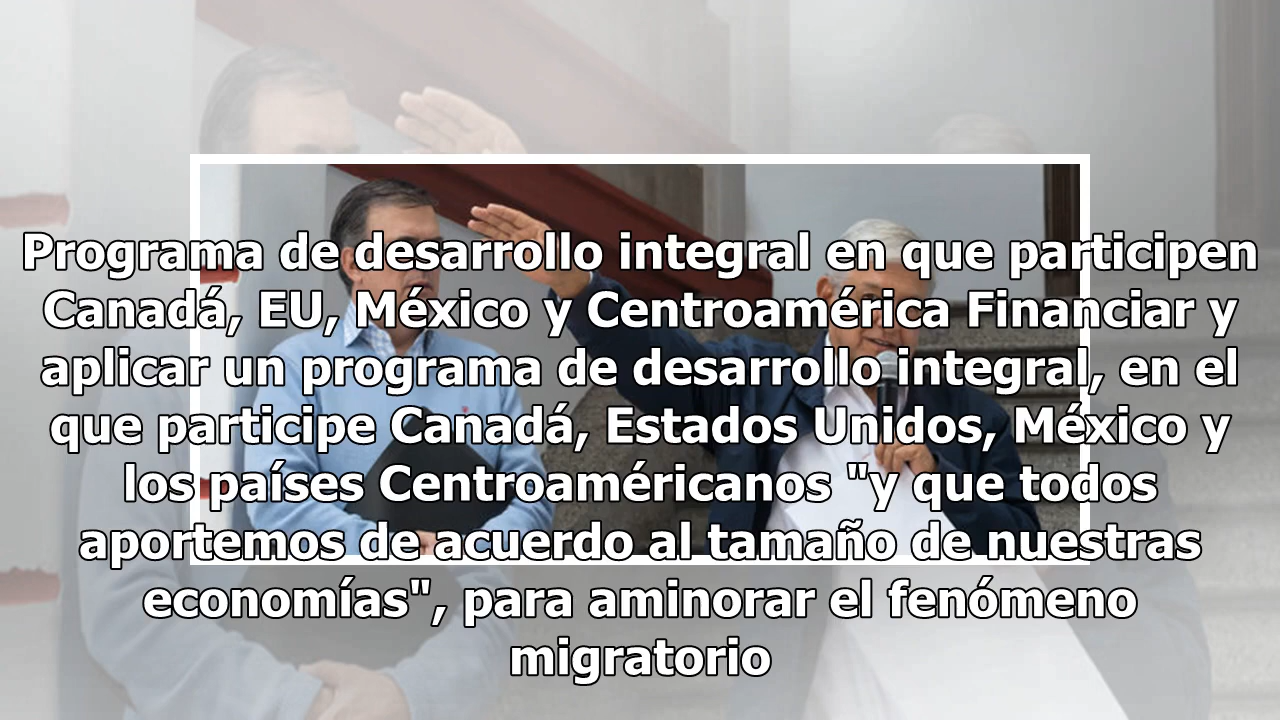 Programa de desarrollo integral en que participen
Canadá, EU, México y Centroamérica Financiar y
aplicar un programa de desarrollo integral, en el
que participe Canadá, Estados Unidos, México y
los países Centroaméricanos "y que todos
aportemos de acuerdo al tamaño de nuestras
economías", para aminorar el fenómeno
migratorio